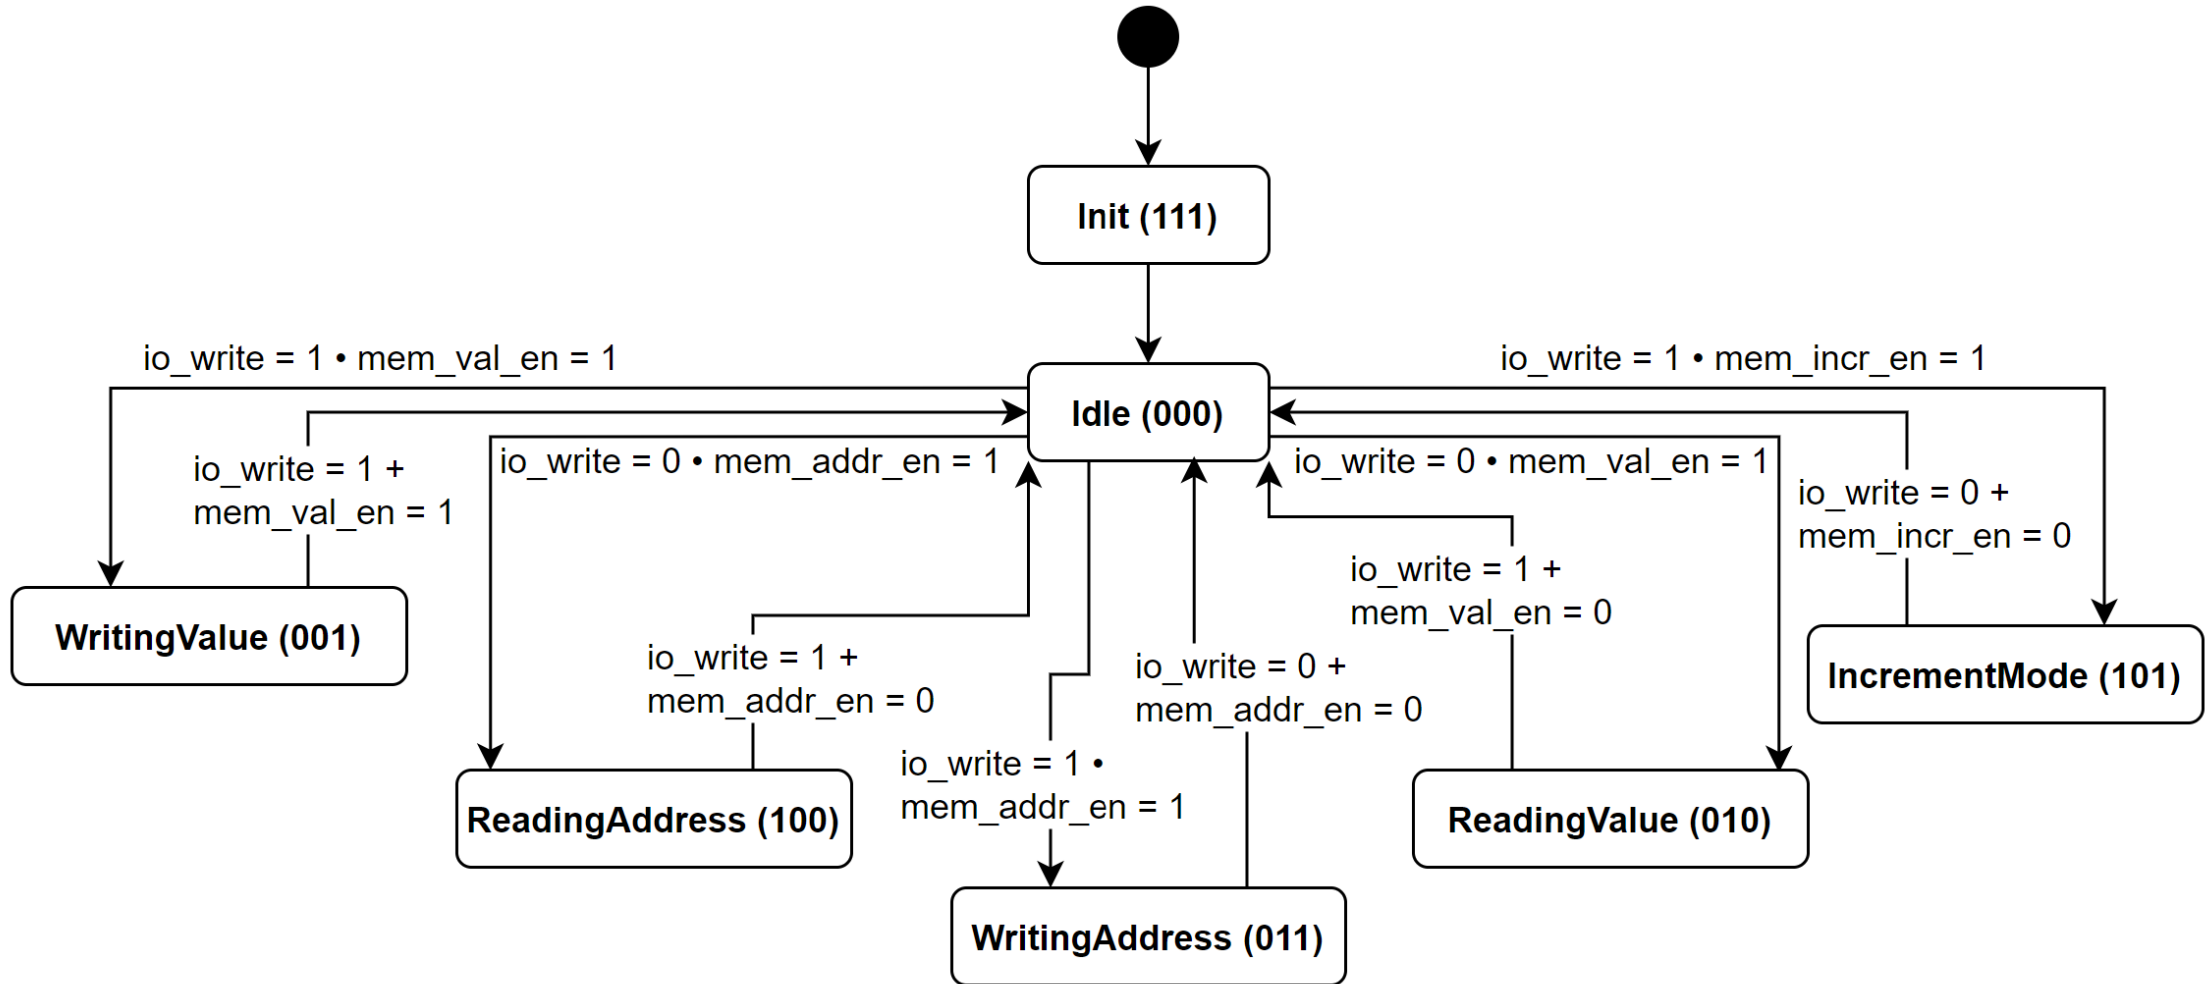 Init (111)
io_write = 1 • mem_val_en = 1
io_write = 1 • mem_incr_en = 1
Idle (000)
io_write = 1 +
mem_val_en = 1
io_write = 0 • mem_addr_en = 1
io_write = 0 • mem_val_en = 1
io_write = 0 +
mem_incr_en = 0
io_write = 1 +
mem_val_en = 0
WritingValue (001)
io_write = 1 +
mem_addr_en = 0
io_write = 0 +
mem_addr_en = 0
IncrementMode (101)
io_write = 1 •
mem_addr_en = 1
ReadingAddress (100)
ReadingValue (010)
WritingAddress (011)